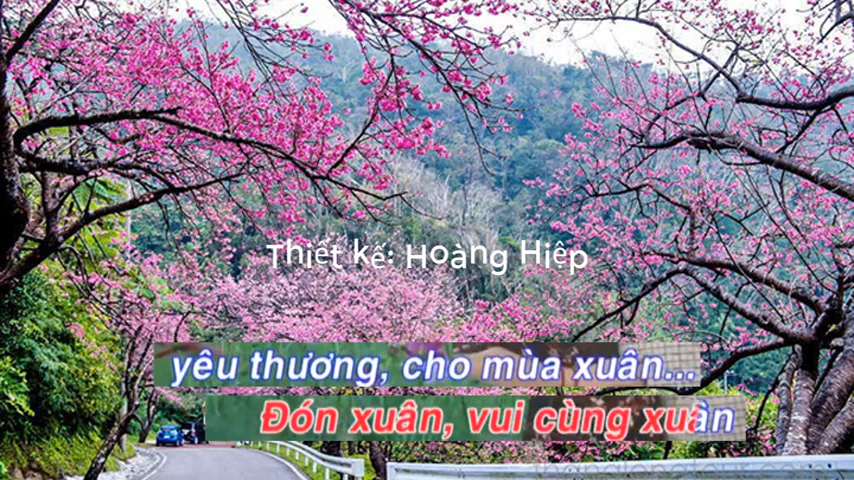 Thiết kế: Hoàng Hiệp
yêu thương, cho mùa xuân...
Đón xuân, vui cùng xuân